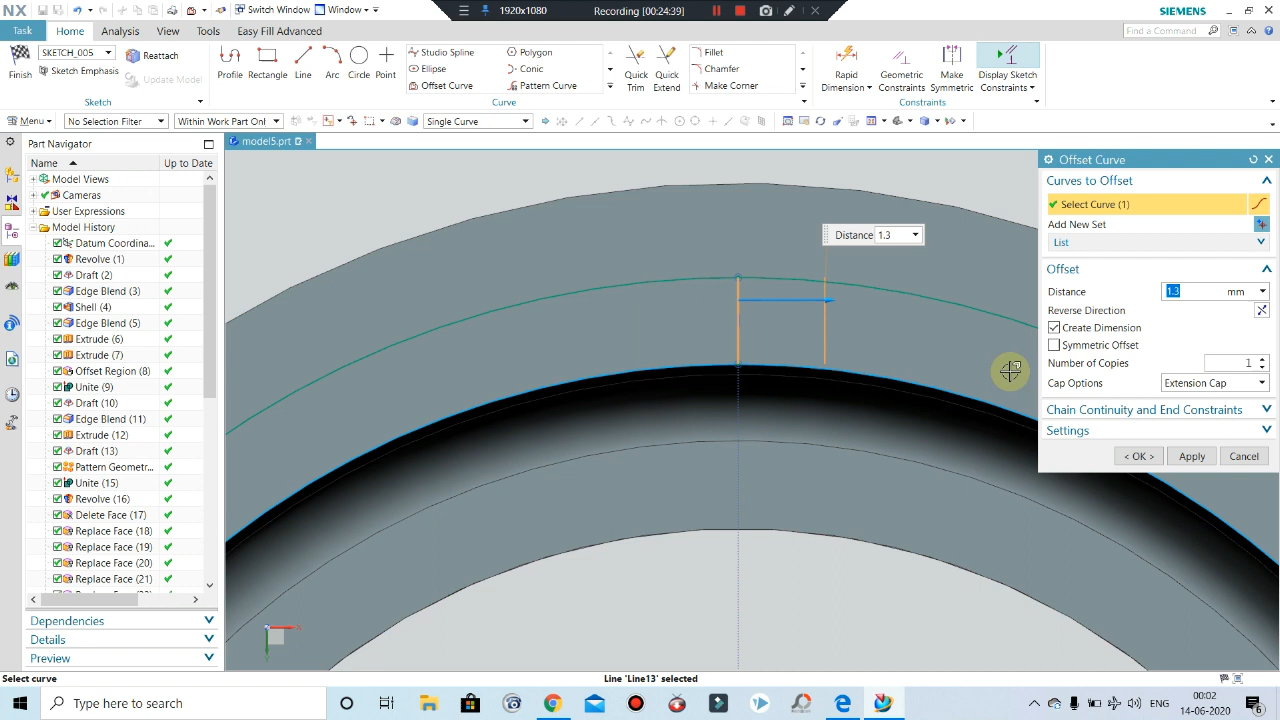 NX
Switch Window
Window
1920x1080
Recording [00:24:39]
SIEMENS
Task
Home
Analysis
View
Tools
Easy Fill Advanced
Find a Command
SKETCH_005
Reattach
Finish
Sketch Emphasis
Update Model
Sketch
Profile
Rectangle
Line
Arc
Circle
Point
Studio Spline
Polygon
Ellipse
Conic
Offset Curve
Pattern Curve
Curve
Quick Trim
Quick Extend
Fillet
Chamfer
Make Corner
Rapid Dimension
Geometric Constraints
Make Symmetric
Display Sketch Constraints
Constraints
Menu
No Selection Filter
Within Work Part Onl
Single Curve
Part Navigator
model5.prt
Name
Up to Date
Model Views
Cameras
User Expressions
Model History
Datum Coordina...
Revolve (1)
Draft (2)
Edge Blend (3)
Shell (4)
Edge Blend (5)
Extrude (6)
Extrude (7)
Offset Region (8)
Unite (9)
Draft (10)
Edge Blend (11)
Extrude (12)
Draft (13)
Pattern Geometr...
Unite (15)
Revolve (16)
Delete Face (17)
Replace Face (18)
Replace Face (19)
Replace Face (20)
Replace Face (21)
Dependencies
Details
Preview
Distance 1.3
Offset Curve
Curves to Offset
Select Curve (1)
Add New Set
List
Offset
Distance 1.3 mm
Reverse Direction
Create Dimension
Symmetric Offset
Number of Copies 1
Cap Options Extension Cap
Chain Continuity and End Constraints
Settings
< OK > Apply Cancel
Select curve
Line 'Line13' selected
Type here to search
ENG
00:02
14-06-2020
6